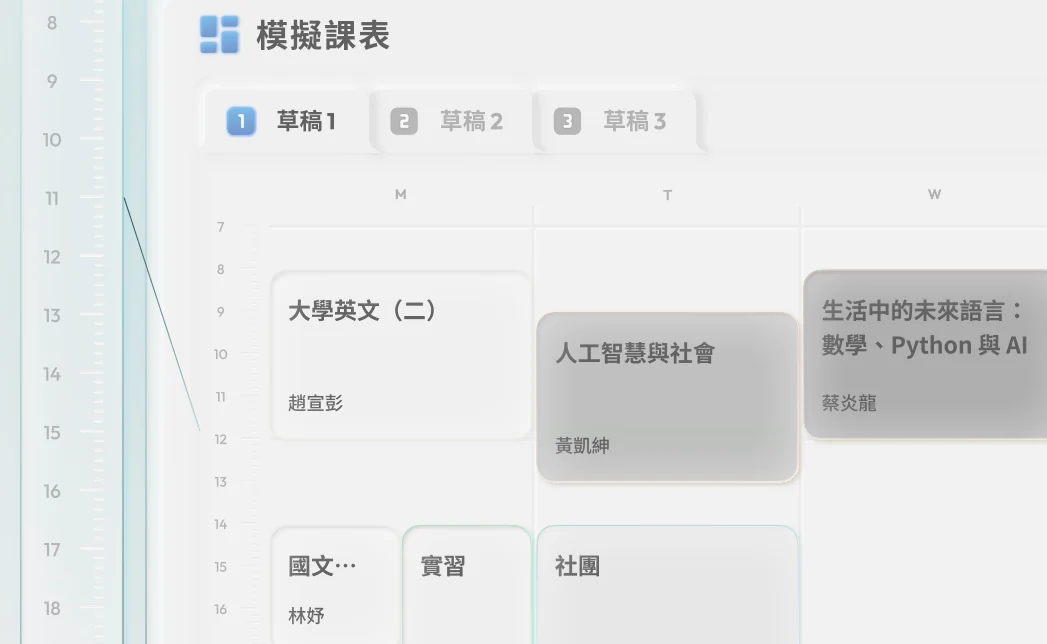 8
9
10
11
12
13
14
15
16
17
18
模擬課表
1 草稿1
2 草稿2
3 草稿3
M T W
7
8
9
10
11
12
13
14
15
16
大學英文（二）
趙宣彭
人工智慧與社會
黃凱紳
生活中的未來語言：
數學、Python 與 AI
蔡炎龍
國文…
林妤
實習
社團